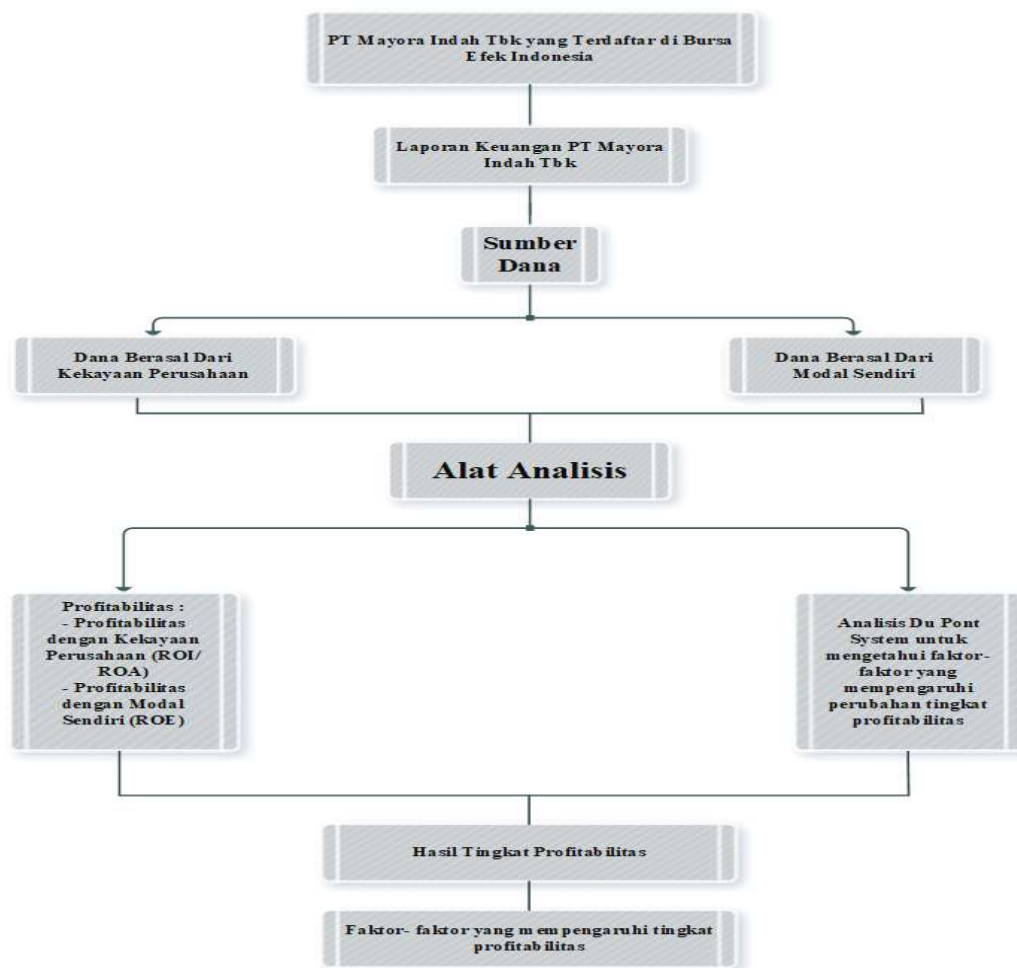 PT Mayora Indah Tbk yang Terdaftar di Bursa
Efek Indonesia
Laporan Keuangan PT Mayora
Indah Tbk
Sumber
Dana
Dana Berasal Dari
Kekayaan Perusahaan
Dana Berasal Dari
Modal Sendiri
Alat Analisis
Profitabilitas :
- Profitabilitas
dengan Kekayaan
Perusahaan (ROI/
ROA)
- Profitabilitas
dengan Modal
Sendiri (ROE)
Analisis Du Pont
System untuk
mengetahui faktor-
faktor yang
mempengaruhi
perubahan tingkat
profitabilitas
Hasil Tingkat Profitabilitas
Faktor- faktor yang mempengaruhi tingkat
profitabilitas